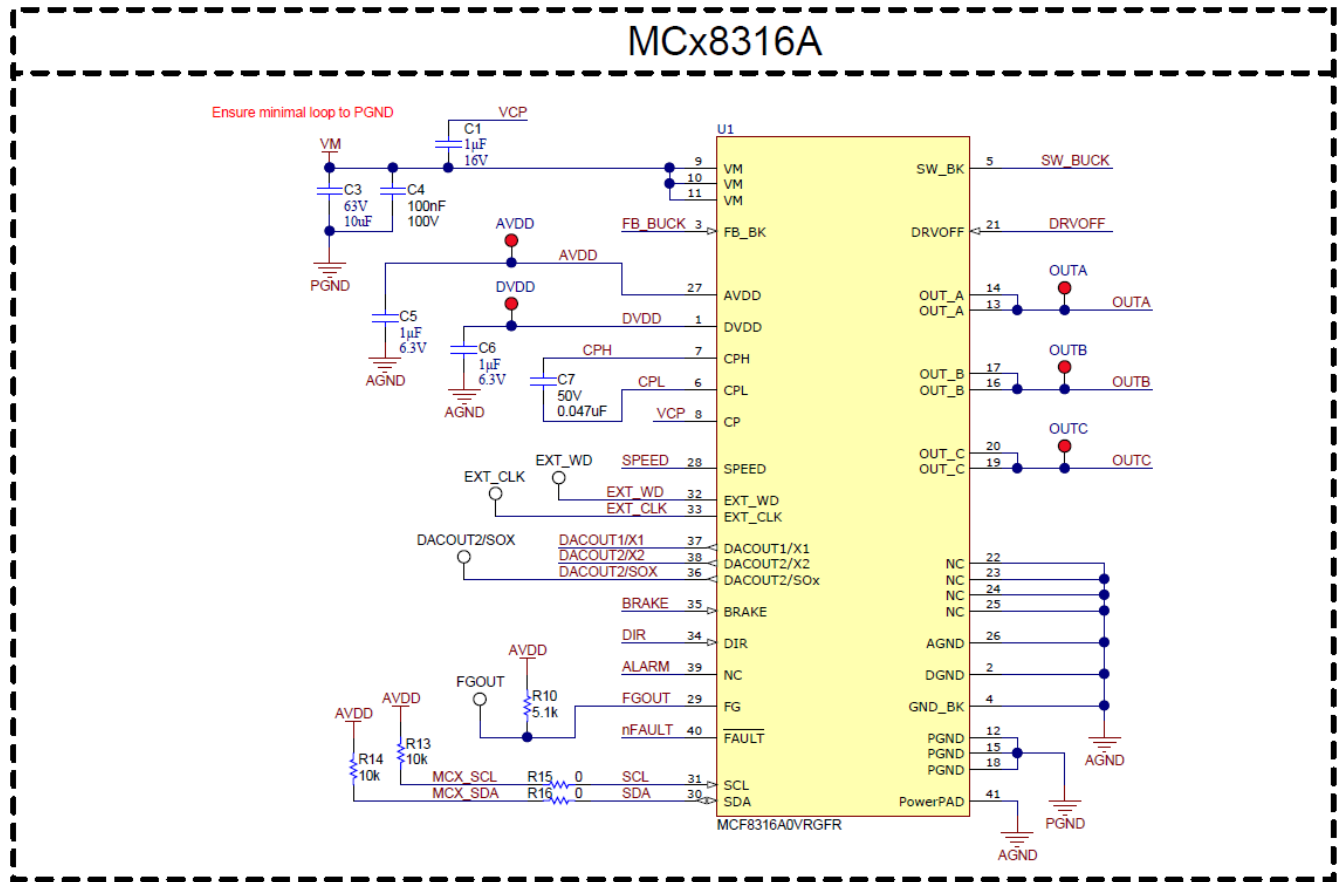 MCx8316A
Ensure minimal loop to PGND
VCP
C1
1µF
16V
VM
C3
63V
10uF
C4
100nF
100V
PGND
U1
9 VM
10 VM
11 VM
FB_BUCK 3 FB_BK
AVDD
AVDD
27 AVDD
C5
1µF
6.3V
AGND
DVDD
DVDD 1 DVDD
C6
1µF
6.3V
AGND
CPH 7 CPH
C7
50V
0.047uF
CPL 6 CPL
VCP 8 CP
SPEED 28 SPEED
EXT_WD
EXT_CLK
EXT_WD 32 EXT_WD
EXT_CLK 33 EXT_CLK
DACOUT2/SOX
DACOUT1/X1 37 DACOUT1/X1
DACOUT2/X2 38 DACOUT2/X2
DACOUT2/SOX 36 DACOUT2/SOx
BRAKE 35 BRAKE
DIR 34 DIR
ALARM 39 NC
AVDD
FGOUT
R10
5.1k
FGOUT 29 FG
nFAULT 40 FAULT
AVDD
AVDD
R13
10k
R14
10k
MCX_SCL R15 0 SCL 31 SCL
MCX_SDA R16 0 SDA 30 SDA
SW_BK 5 SW_BUCK
DRVOFF 21 DRVOFF
OUTA
OUT_A 14
OUT_A 13 OUTA
OUTB
OUT_B 17
OUT_B 16 OUTB
OUTC
OUT_C 20
OUT_C 19 OUTC
NC 22
NC 23
NC 24
NC 25
AGND 26
DGND 2
GND_BK 4
AGND
PGND 12
PGND 15
PGND 18
PGND
PowerPAD 41
AGND
MCF8316A0VRGFR